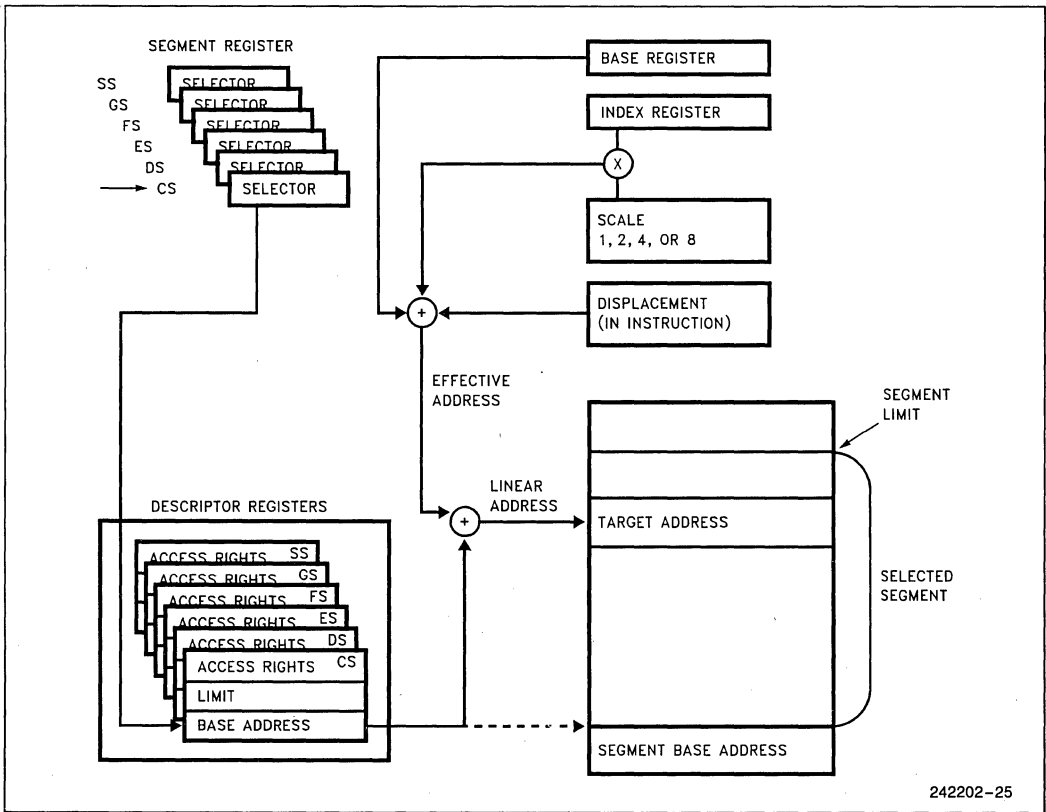 SEGMENT REGISTER
SS
GS
FS
ES
DS
CS
SELECTOR
SELECTOR
SELECTOR
SELECTOR
SELECTOR
SELECTOR
BASE REGISTER
INDEX REGISTER
X
SCALE
1, 2, 4, OR 8
+
DISPLACEMENT
(IN INSTRUCTION)
EFFECTIVE
ADDRESS
SEGMENT
LIMIT
LINEAR
ADDRESS
+
TARGET ADDRESS
SELECTED
SEGMENT
SEGMENT BASE ADDRESS
DESCRIPTOR REGISTERS
ACCESS RIGHTS SS
ACCESS RIGHTS GS
ACCESS RIGHTS FS
ACCESS RIGHTS ES
ACCESS RIGHTS DS
ACCESS RIGHTS CS
LIMIT
BASE ADDRESS
242202-25